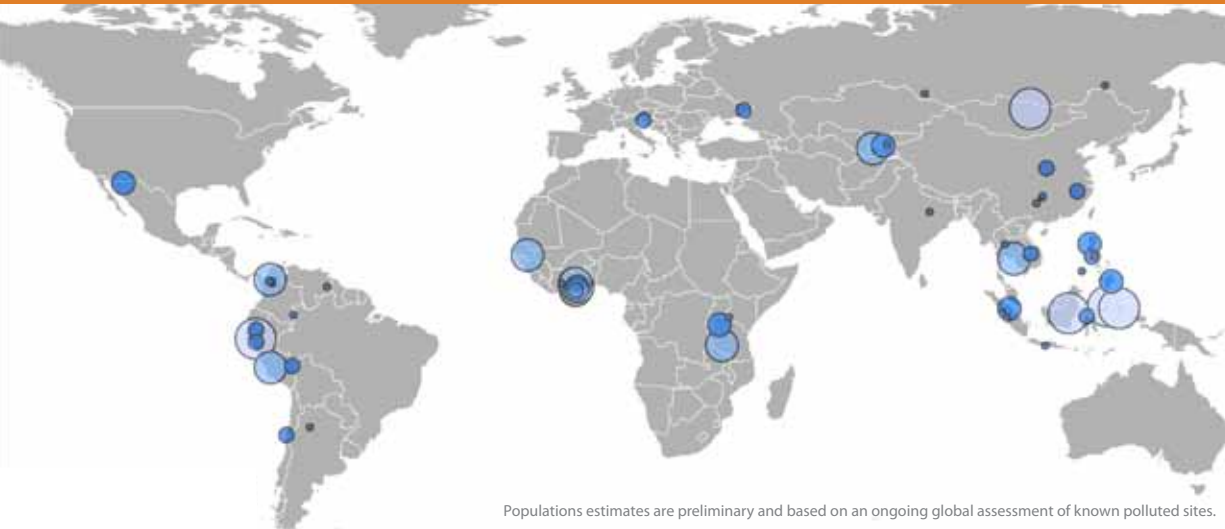 Populations estimates are preliminary and based on an ongoing global assessment of known polluted sites.